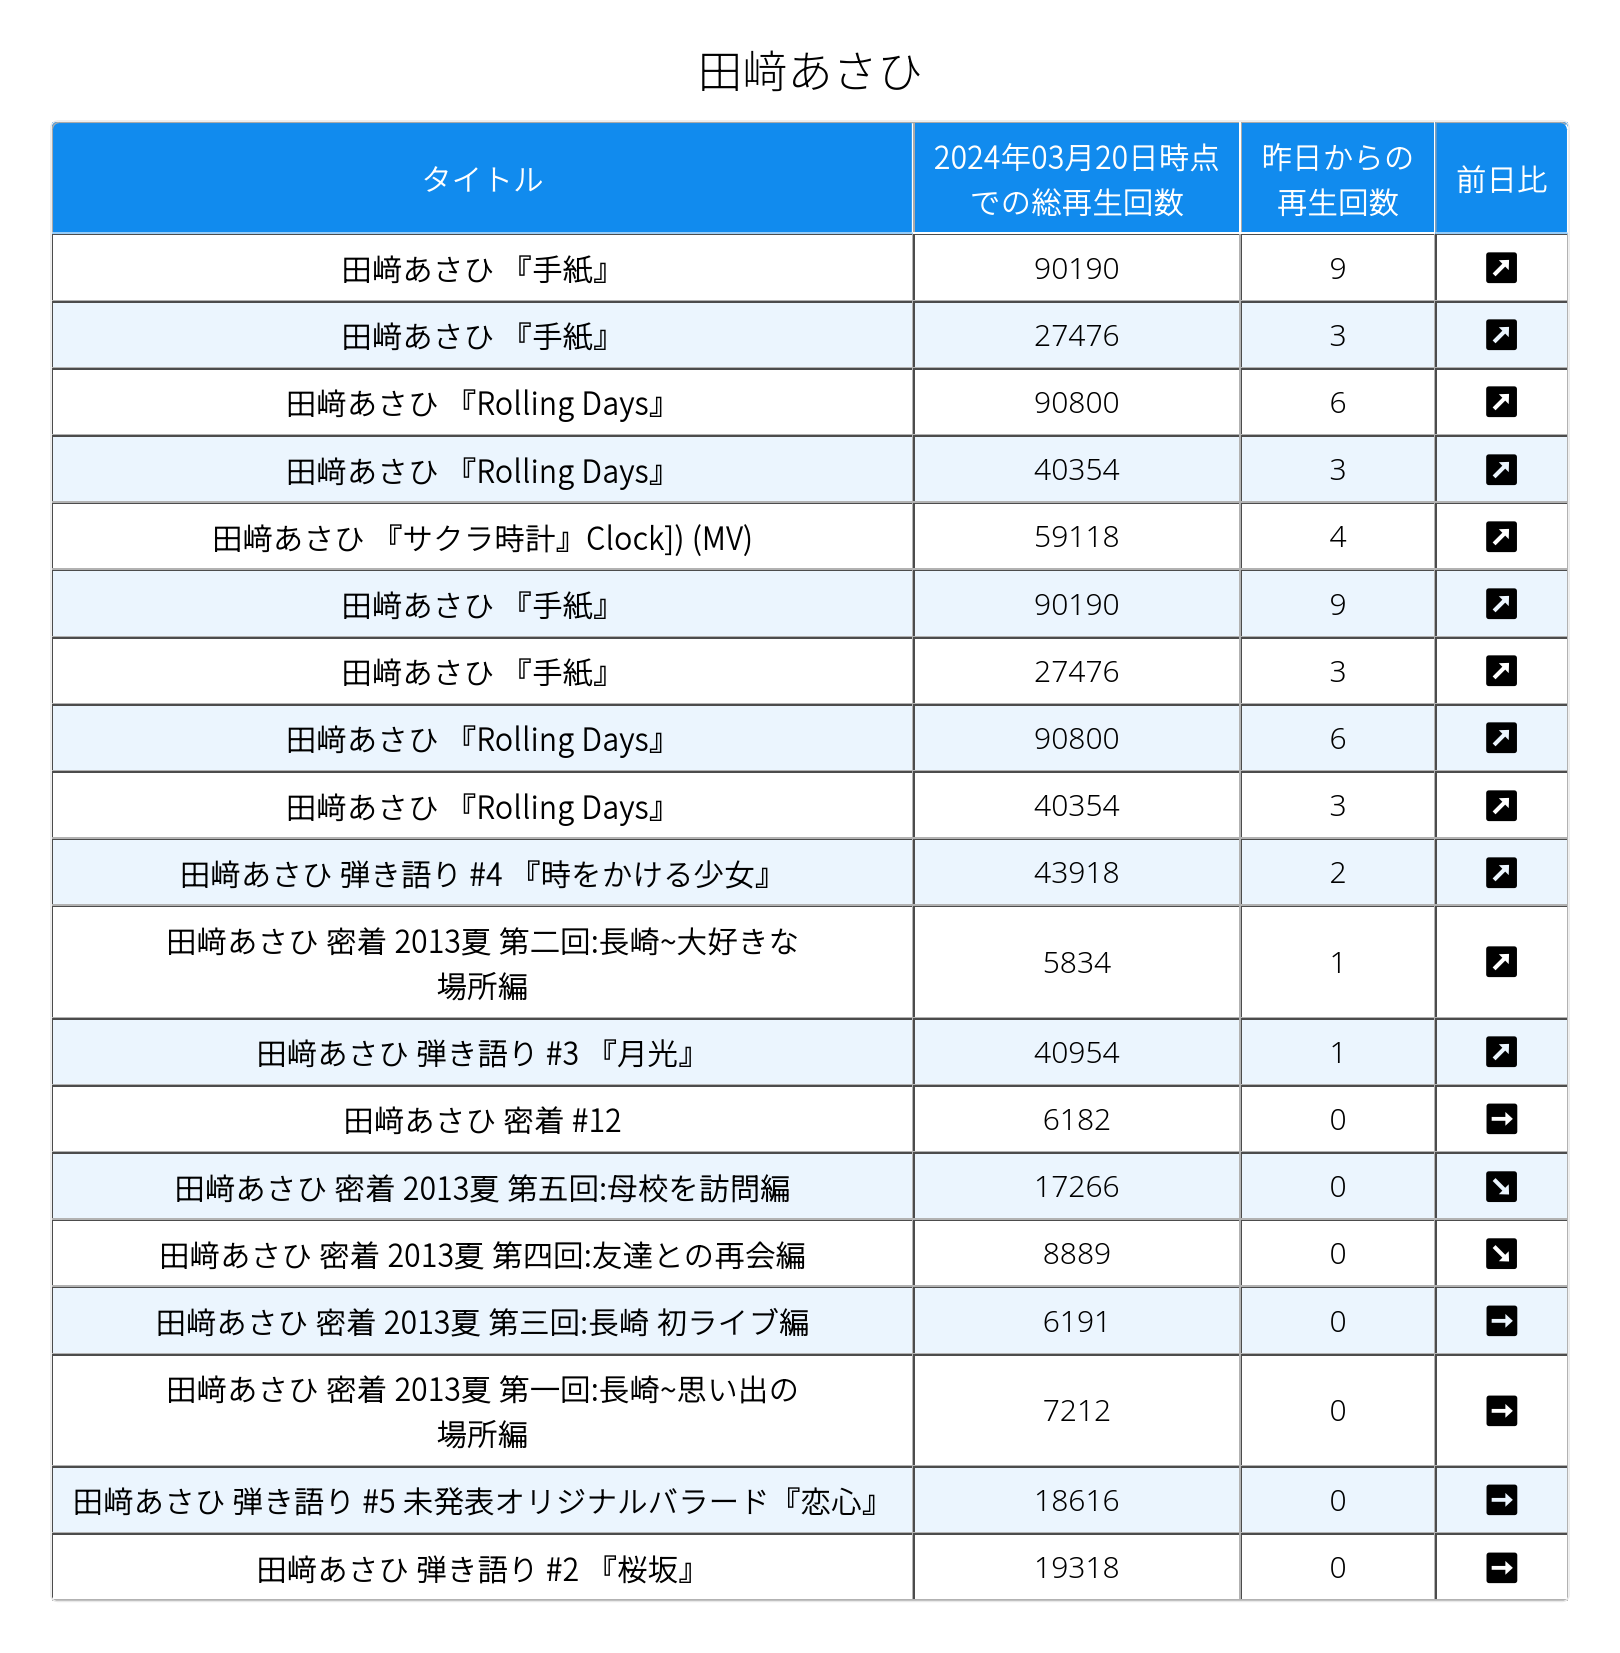 田﨑あさひ
タイトル
2024年03月20日時点
での総再生回数
昨日からの
再生回数
前日比
田﨑あさひ 『手紙』 90190 9 ↗
田﨑あさひ 『手紙』 27476 3 ↗
田﨑あさひ 『Rolling Days』 90800 6 ↗
田﨑あさひ 『Rolling Days』 40354 3 ↗
田﨑あさひ 『サクラ時計』Clock]) (MV) 59118 4 ↗
田﨑あさひ 『手紙』 90190 9 ↗
田﨑あさひ 『手紙』 27476 3 ↗
田﨑あさひ 『Rolling Days』 90800 6 ↗
田﨑あさひ 『Rolling Days』 40354 3 ↗
田﨑あさひ 弾き語り #4 『時をかける少女』 43918 2 ↗
田﨑あさひ 密着 2013夏 第二回:長崎~大好きな
場所編 5834 1 ↗
田﨑あさひ 弾き語り #3 『月光』 40954 1 ↗
田﨑あさひ 密着 #12 6182 0 →
田﨑あさひ 密着 2013夏 第五回:母校を訪問編 17266 0 ↘
田﨑あさひ 密着 2013夏 第四回:友達との再会編 8889 0 ↘
田﨑あさひ 密着 2013夏 第三回:長崎 初ライブ編 6191 0 →
田﨑あさひ 密着 2013夏 第一回:長崎~思い出の
場所編 7212 0 →
田﨑あさひ 弾き語り #5 未発表オリジナルバラード『恋心』 18616 0 →
田﨑あさひ 弾き語り #2 『桜坂』 19318 0 →